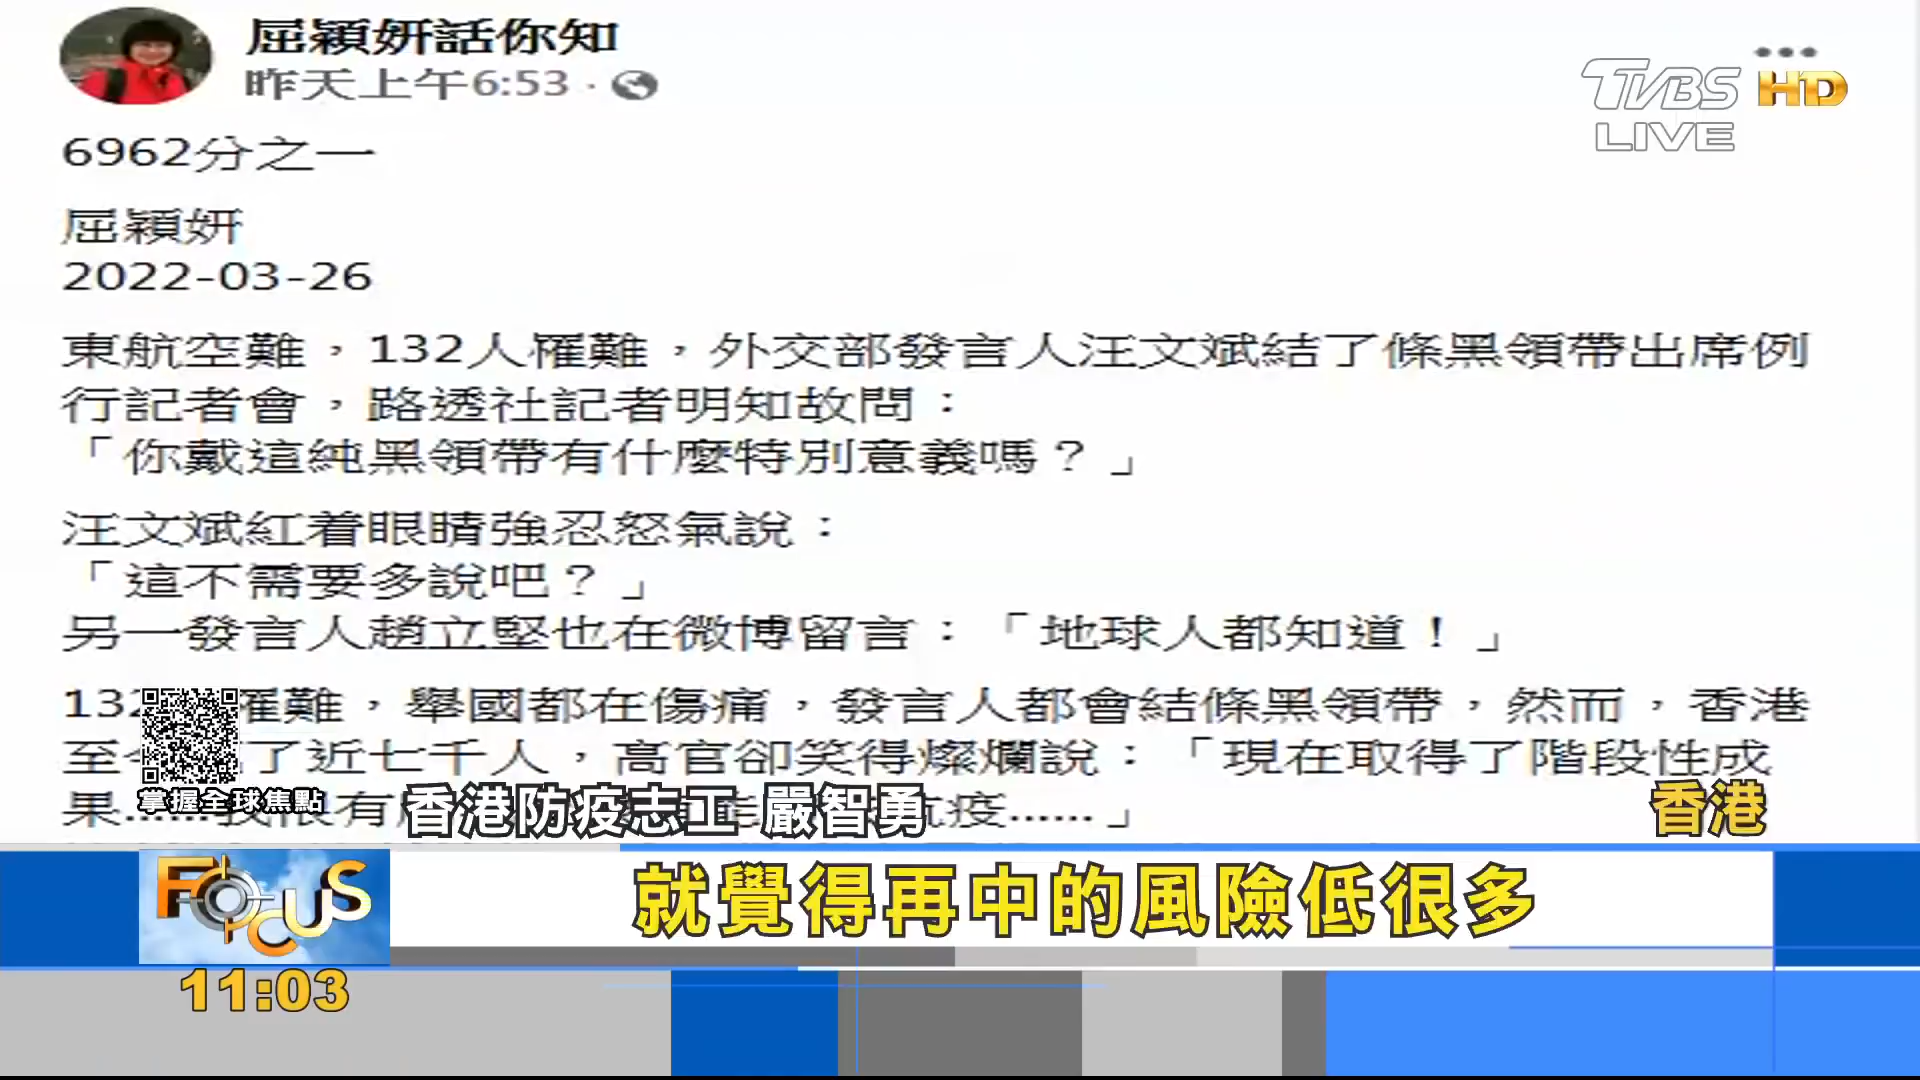 屈穎妍話你知
昨天上午6:53
TVBS HD
LIVE
6962分之一
屈穎妍
2022-03-26
東航空難，132人罹難，外交部發言人汪文斌結了條黑領帶出席例
行記者會，路透社記者明知故問：
「你戴這純黑領帶有什麼特別意義嗎？」
汪文斌紅着眼睛強忍怒氣說：
「這不需要多說吧？」
另一發言人趙立堅也在微博留言：「地球人都知道！」
132 罹難，舉國都在傷痛，發言人都會結條黑領帶，然而，香港
至 了近七千人，高官卻笑得燦爛說：「現在取得了階段性成
果…… 有 抗疫……」
掌握全球焦點
香港防疫志工 嚴智勇
香港
FOCUS
就覺得再中的風險低很多
11:03